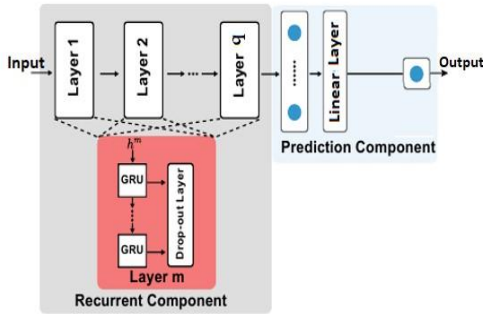 Input
Layer 1
Layer 2
...
Layer q
Linear Layer
Output
Prediction Component
h^m
GRU
GRU
Drop-out Layer
Layer m
Recurrent Component